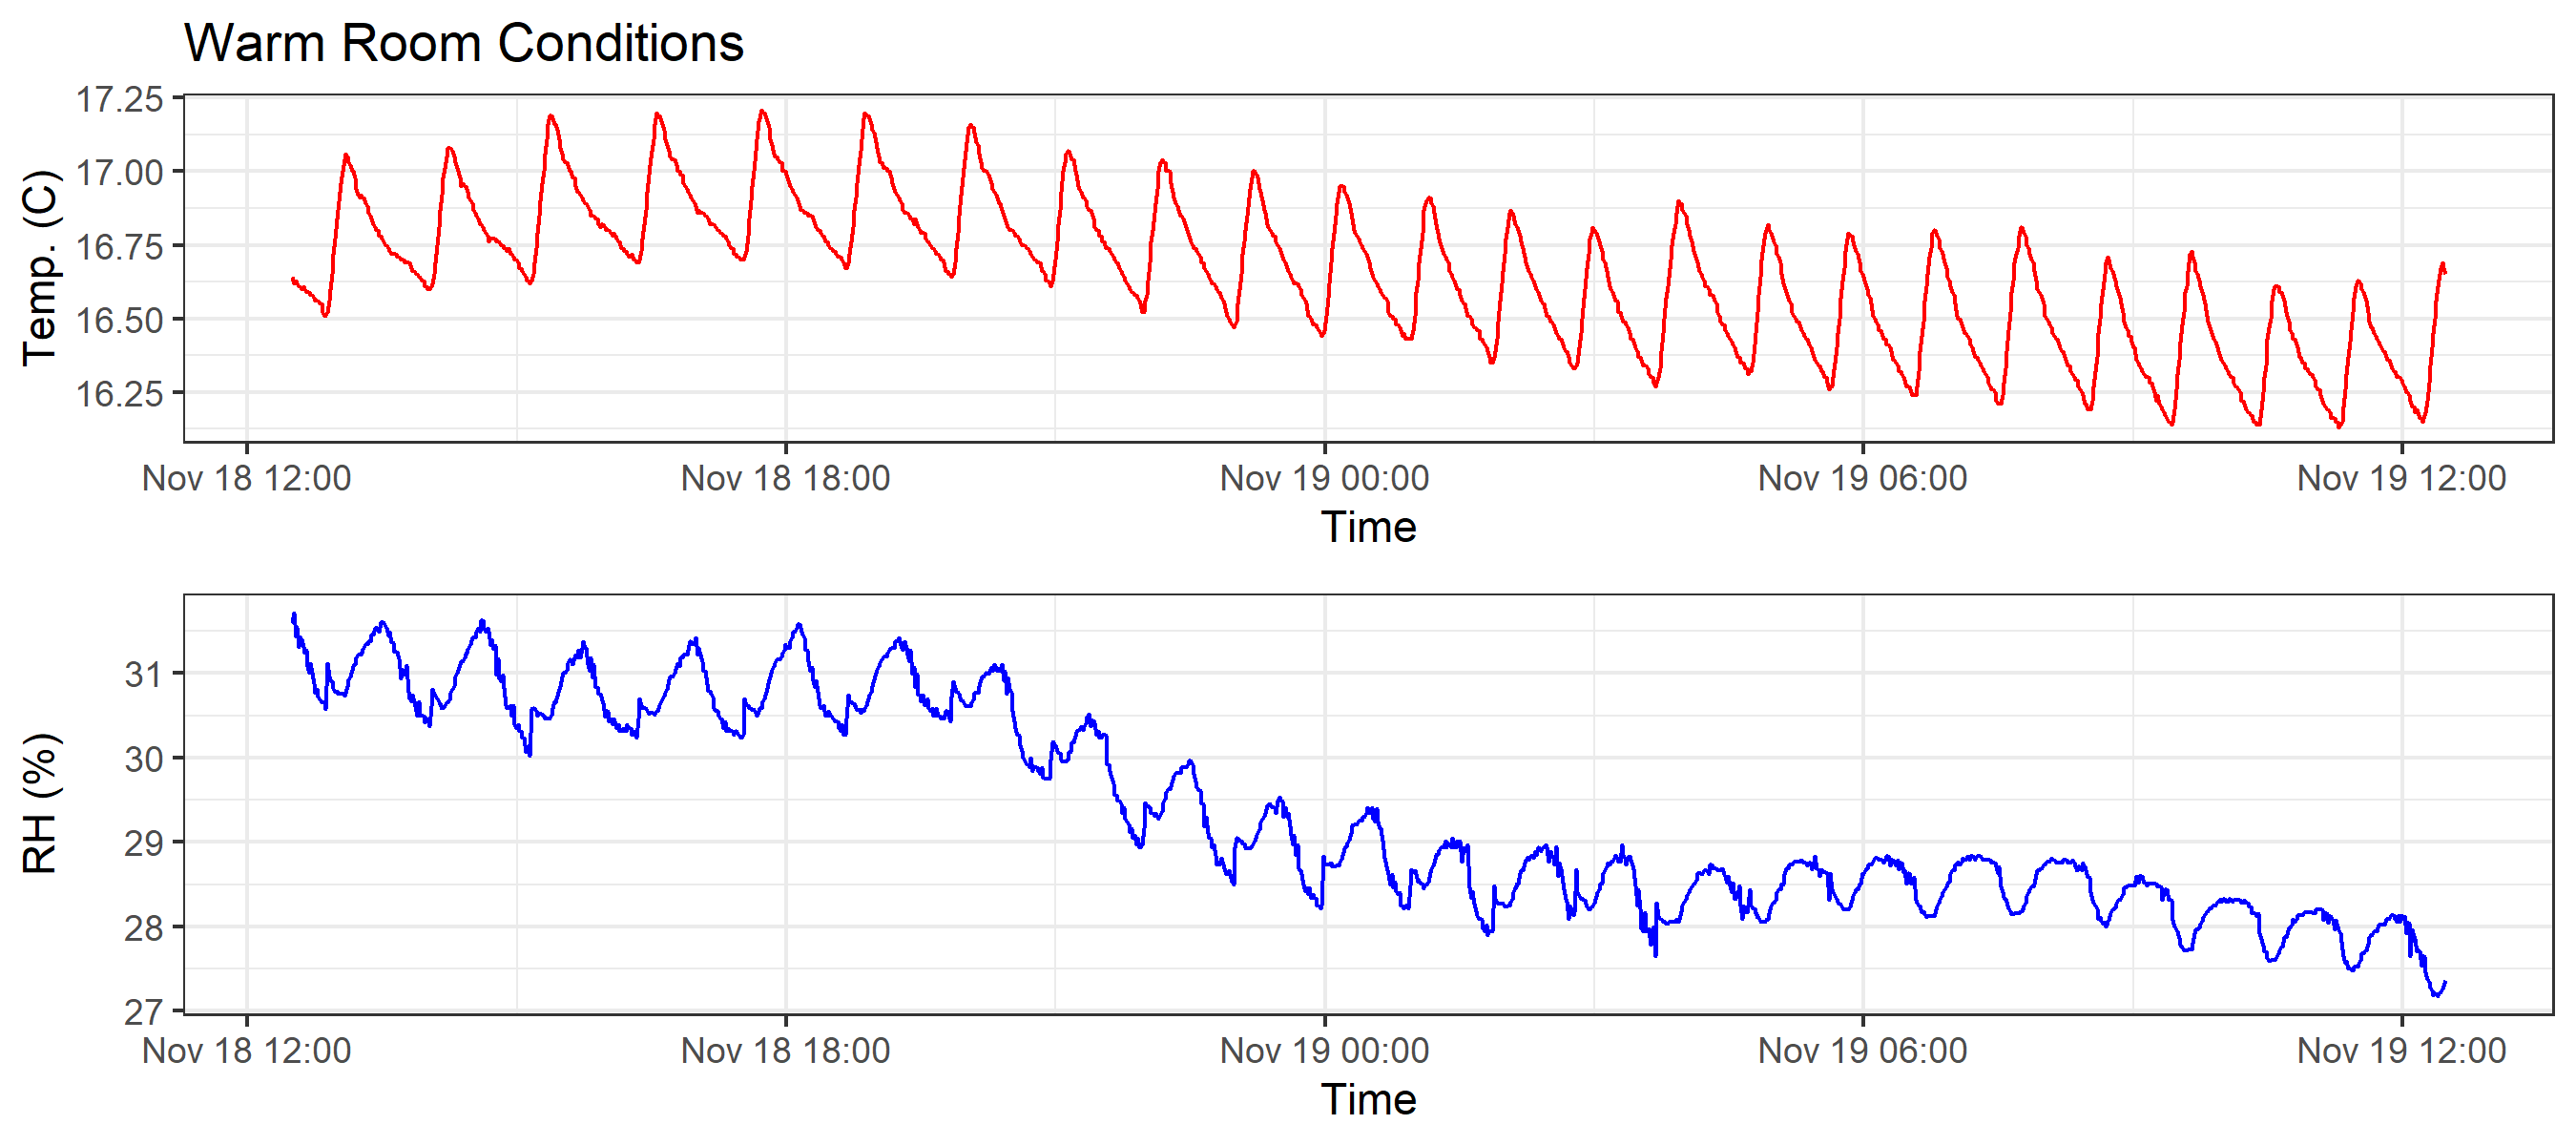 Warm Room Conditions
Temp. (C)
17.25
17.00
16.75
16.50
16.25
Nov 18 12:00 Nov 18 18:00 Nov 19 00:00 Nov 19 06:00 Nov 19 12:00
Time
RH (%)
31
30
29
28
27
Nov 18 12:00 Nov 18 18:00 Nov 19 00:00 Nov 19 06:00 Nov 19 12:00
Time